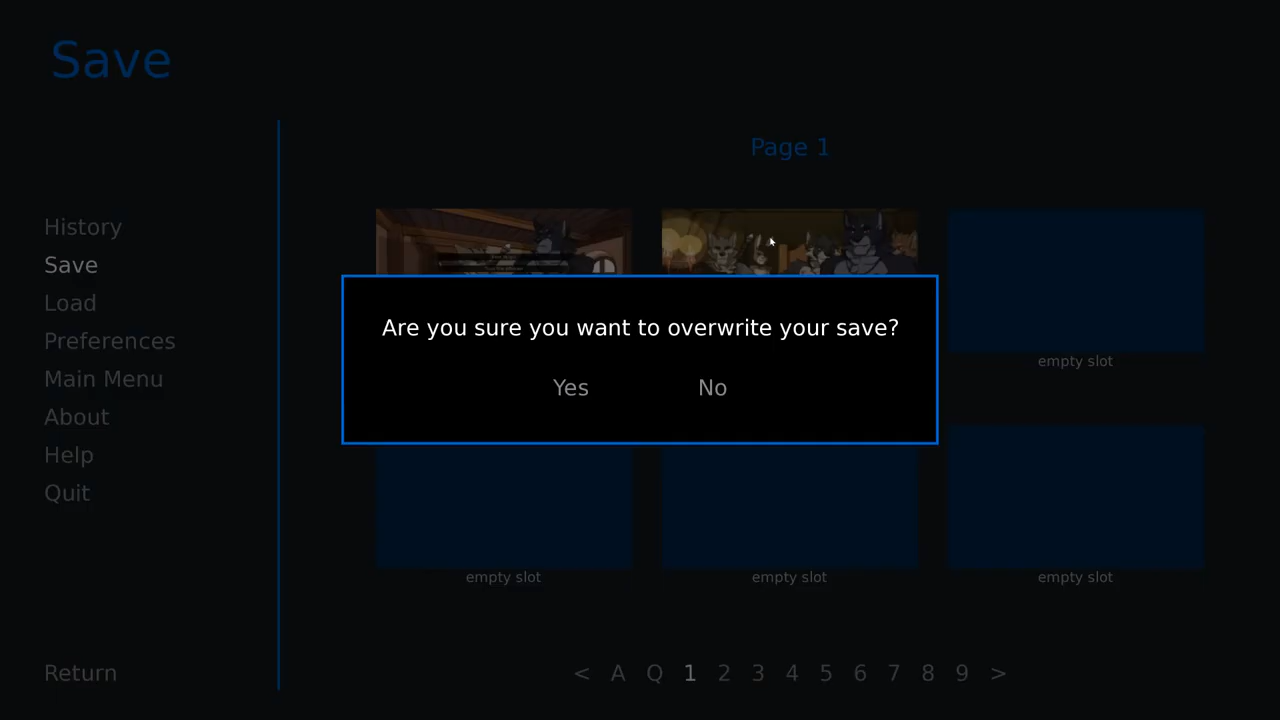 Save
Page 1
History
Save
Load
Preferences
Main Menu
About
Help
Quit
Return
Are you sure you want to overwrite your save?
Yes No
empty slot
empty slot empty slot empty slot
< A Q 1 2 3 4 5 6 7 8 9 >